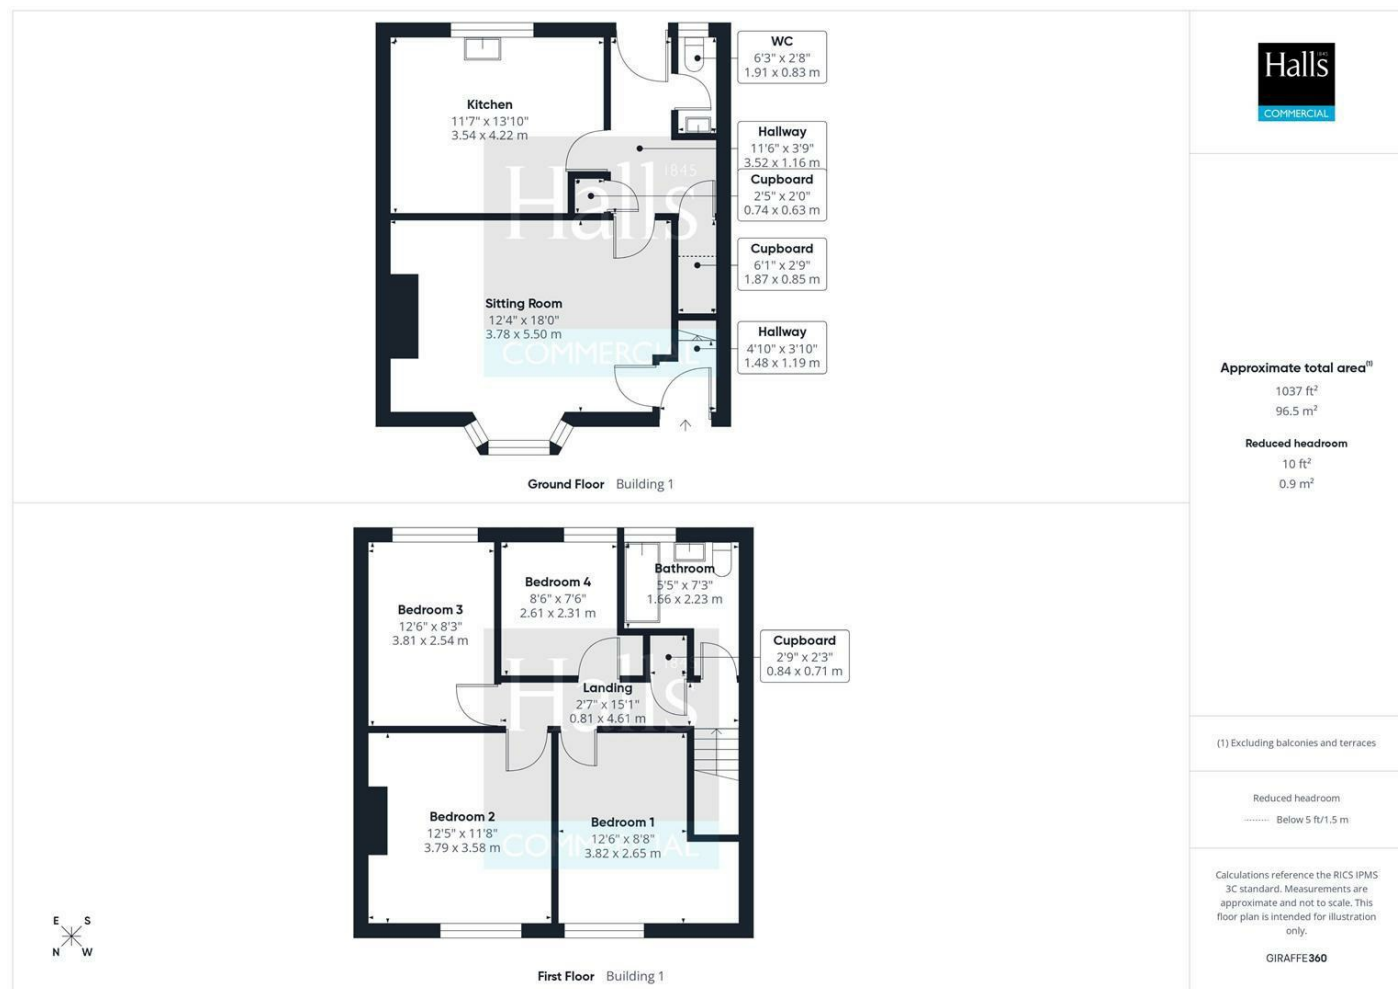 WC
6'3" x 2'8"
1.91 x 0.83 m
Kitchen
11'7" x 13'10"
3.54 x 4.22 m
Hallway
11'6" x 3'9"
3.52 x 1.16 m
Cupboard
2'5" x 2'0"
0.74 x 0.63 m
Cupboard
6'1" x 2'9"
1.87 x 0.85 m
Sitting Room
12'4" x 18'0"
3.78 x 5.50 m
Hallway
4'10" x 3'10"
1.48 x 1.19 m
1845
Halls
COMMERCIAL
Ground Floor Building 1
Bathroom
5'5" x 7'3"
1.66 x 2.23 m
Bedroom 4
8'6" x 7'6"
2.61 x 2.31 m
Bedroom 3
12'6" x 8'3"
3.81 x 2.54 m
Cupboard
2'9" x 2'3"
0.84 x 0.71 m
Landing
2'7" x 15'1"
0.81 x 4.61 m
Bedroom 2
12'5" x 11'8"
3.79 x 3.58 m
Bedroom 1
12'6" x 8'8"
3.82 x 2.65 m
1845
Halls
COMMERCIAL
E S
N W
First Floor Building 1
1845
Halls
COMMERCIAL
Approximate total area(1)
1037 ft²
96.5 m²
Reduced headroom
10 ft²
0.9 m²
(1) Excluding balconies and terraces
Reduced headroom
Below 5 ft/1.5 m
Calculations reference the RICS IPMS
3C standard. Measurements are
approximate and not to scale. This
floor plan is intended for illustration
only.
GIRAFFE360